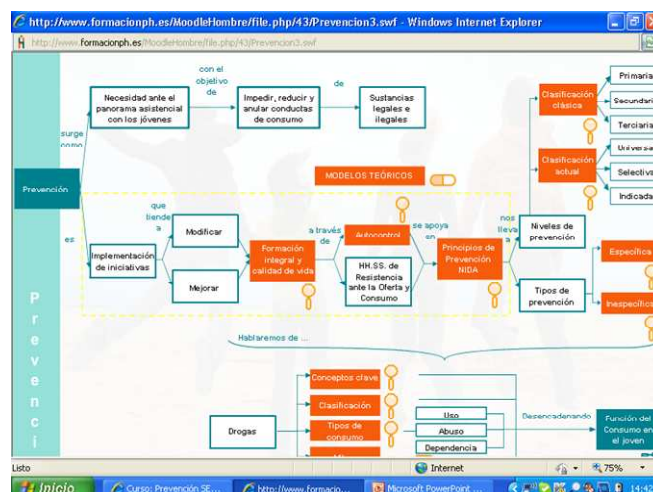 http://www.formacionph.es/MoodleHombre/file.php/43/Prevencion3.swf - Windows Internet Explorer
http://www.formacionph.es/MoodleHombre/file.php/43/Prevencion3.swf
con el
objetivo
de
Necesidad ante el
panorama asistencial
con los jóvenes
Impedir, reducir y
anular conductas
de consumo
de
Sustancias
legales e
ilegales
Clasificación
clásica
Primaria
Secundari
Terciaria
surge
como
Clasificación
actual
Universa
Selectiva
Indicada
MODELOS TEÓRICOS
Prevención
que
tiende
a
es
Implementación
de iniciativas
Modificar
Mejorar
Formación
integral y
calidad de vida
a través
de
Autocontrol
HH.SS. de
Resistencia
ante la Oferta y
Consumo
se apoya
en
Principios de
Prevención
NIDA
nos
lleva
a
Niveles de
prevención
Tipos de
prevención
Específica
Inespecífic
Prevenci
Hablaremos de ...
Drogas
Conceptos clave
Clasificación
Tipos de
consumo
Uso
Abuso
Dependencia
Desencadenando
Función del
Consumo en
el joven
Listo
Internet
75%
Inicio
Curso: Prevención SE...
http://www.formacio...
Microsoft PowerPoint ...
14:42